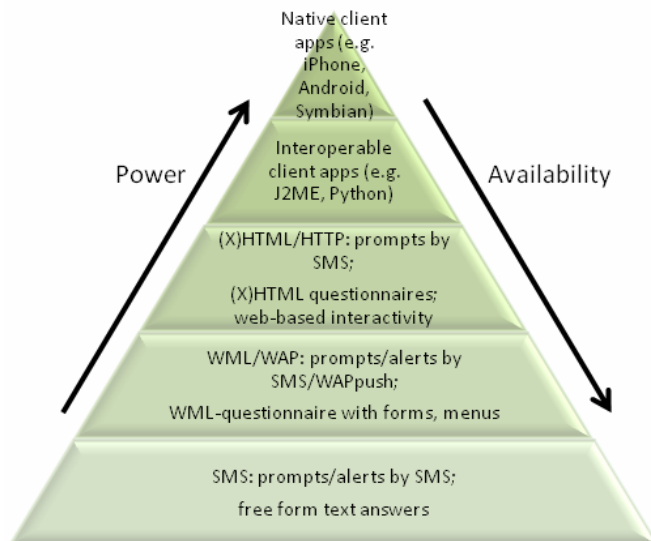 Native client
apps (e.g.
iPhone,
Android,
Symbian)
Power
Availability
Interoperable
client apps (e.g.
J2ME, Python)
(X)HTML/HTTP: prompts by
SMS;
(X)HTML questionnaires;
web-based interactivity
WML/WAP: prompts/alerts by
SMS/WAPpush;
WML-questionnaire with forms, menus
SMS: prompts/alerts by SMS;
free form text answers